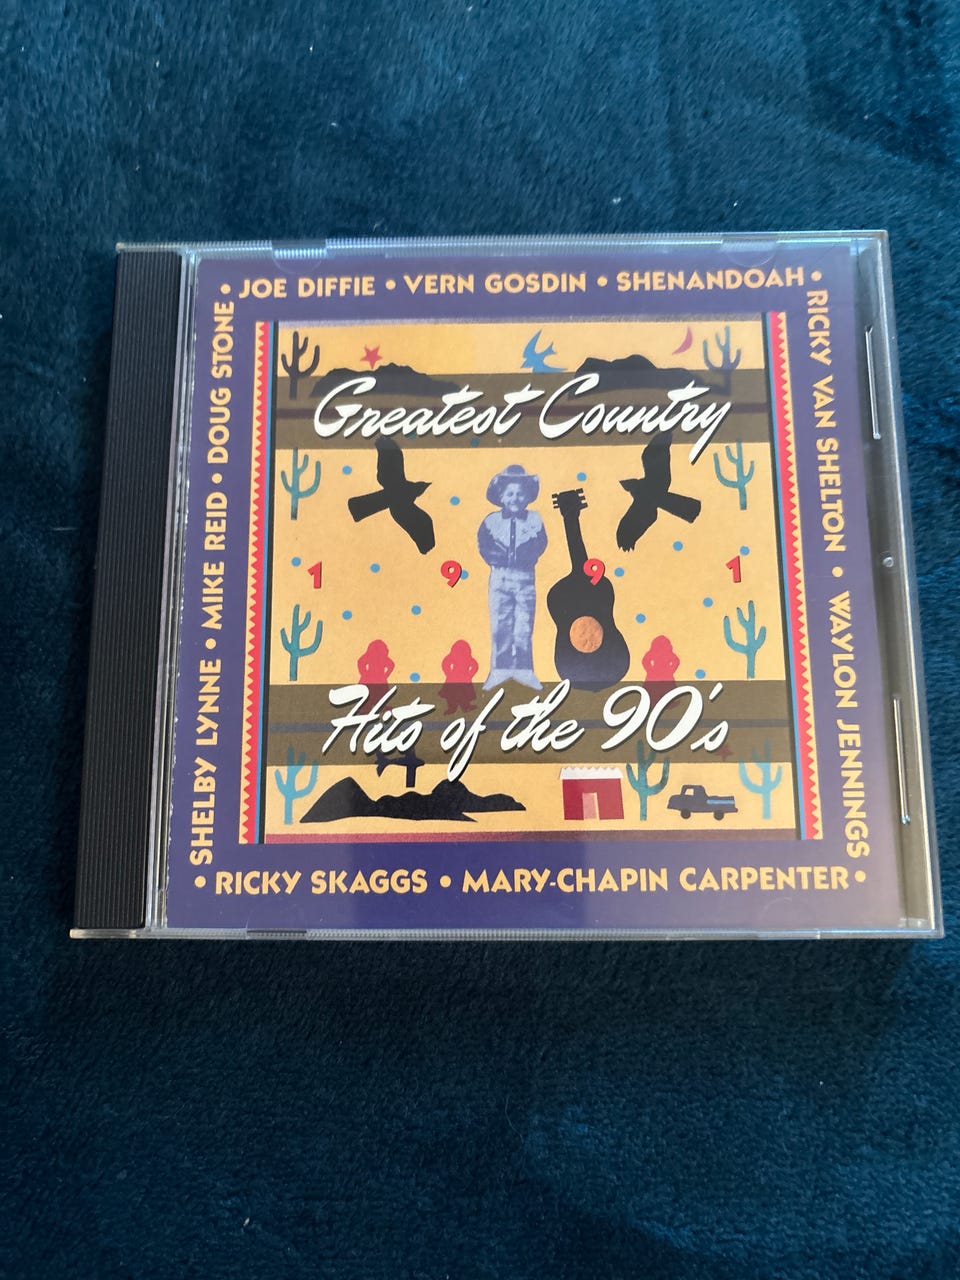 • JOE DIFFIE • VERN GOSDIN • SHENANDOAH •
RICKY VAN SHELTON • WAYLON JENNINGS
• RICKY SKAGGS • MARY-CHAPIN CARPENTER •
SHELBY LYNNE • MIKE REID • DOUG STONE
Greatest Country
1 9 9 1
Hits of the 90's